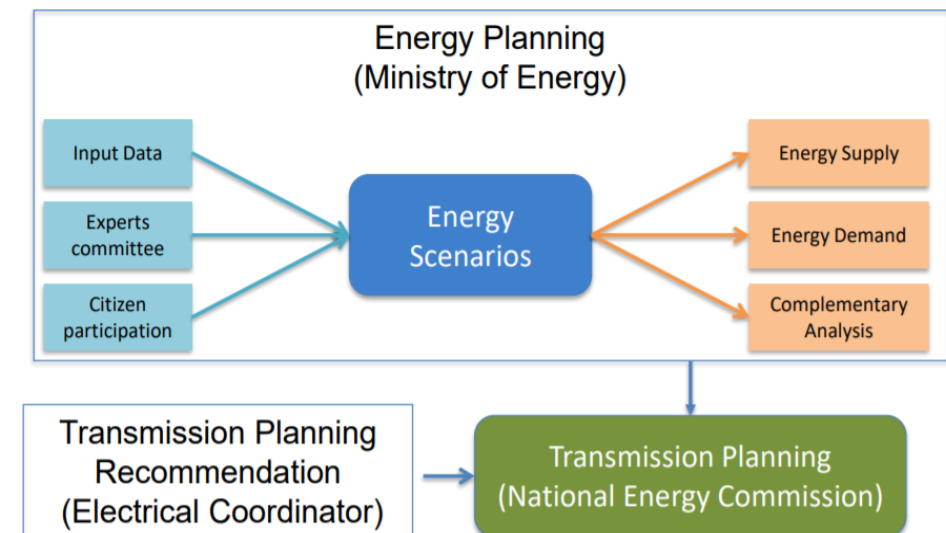 Energy Planning
(Ministry of Energy)
Input Data
Experts
committee
Citizen
participation
Energy
Scenarios
Energy Supply
Energy Demand
Complementary
Analysis
Transmission Planning
Recommendation
(Electrical Coordinator)
Transmission Planning
(National Energy Commission)